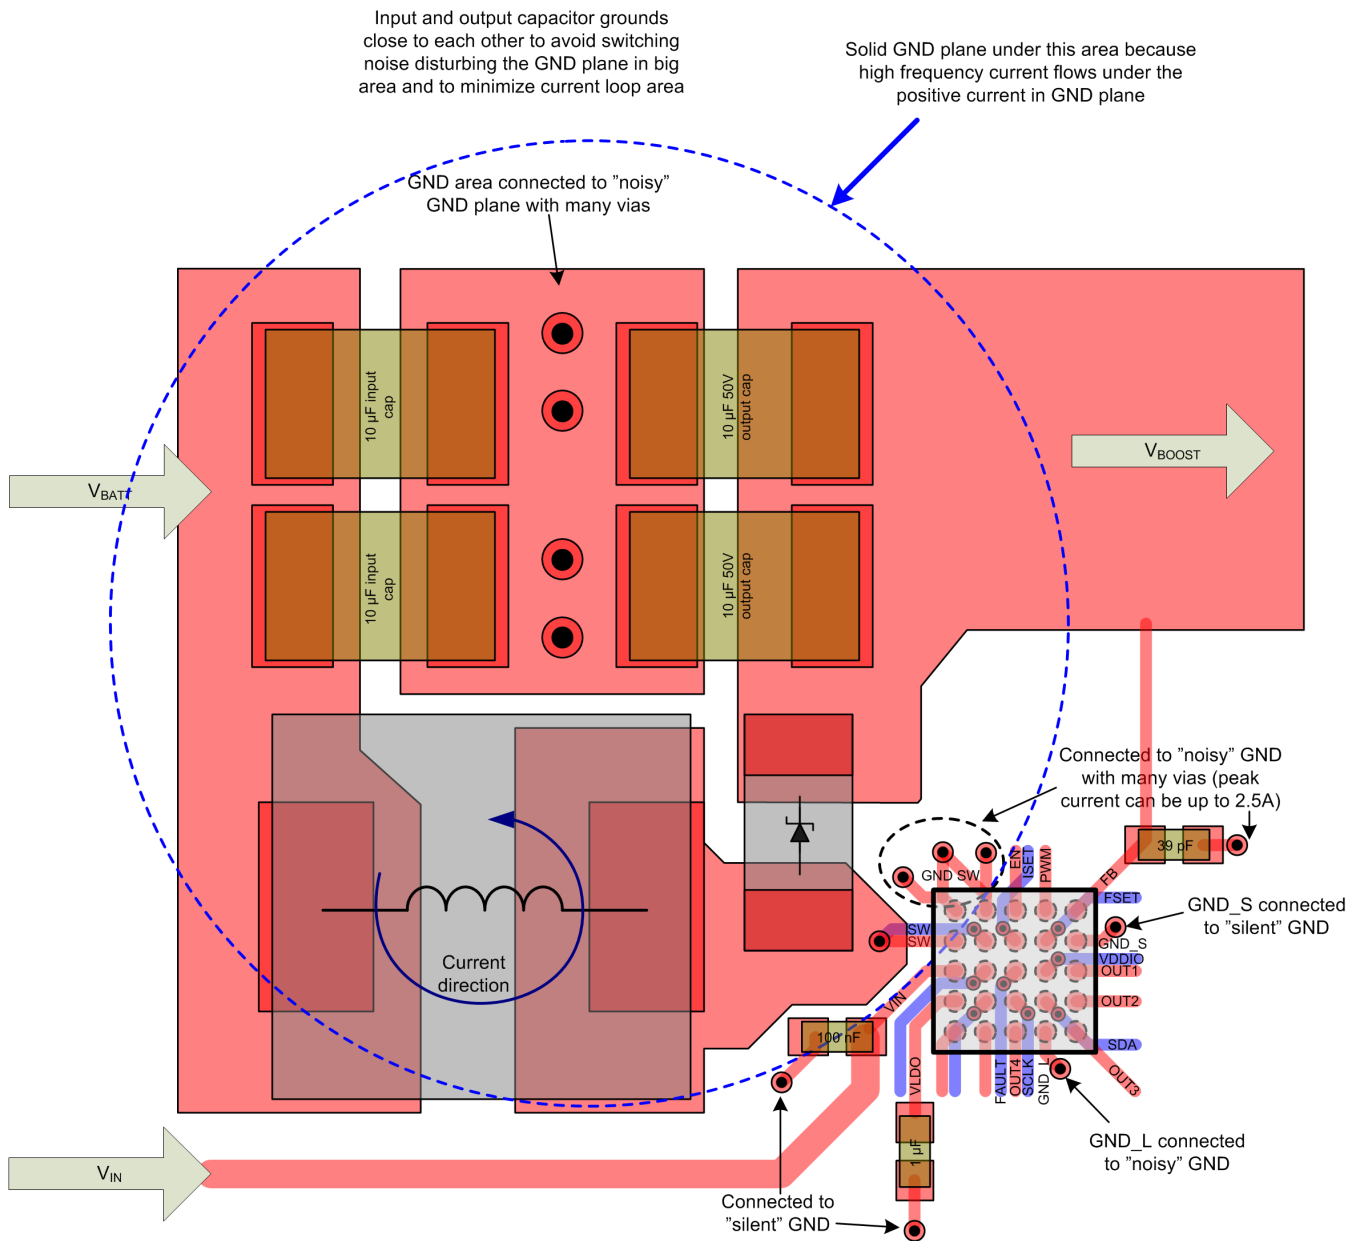 Input and output capacitor grounds
close to each other to avoid switching
noise disturbing the GND plane in big
area and to minimize current loop area
Solid GND plane under this area because
high frequency current flows under the
positive current in GND plane
GND area connected to ”noisy”
GND plane with many vias
10 µF input
cap
10 µF 50V
output cap
VBATT
VBOOST
10 µF input
cap
10 µF 50V
output cap
Connected to ”noisy” GND
with many vias (peak
current can be up to 2.5A)
39 pF
GND SW
EN
ISET
PWM
FB
FSET
GND_S connected
to ”silent” GND
SW
SW
GND_S
VDDIO
OUT1
OUT2
SDA
OUT3
Current
direction
VIN
100 nF
VLDO
FAULT
OUT4
SCLK
GND_L
1 µF
GND_L connected
to ”noisy” GND
VIN
Connected to
”silent” GND